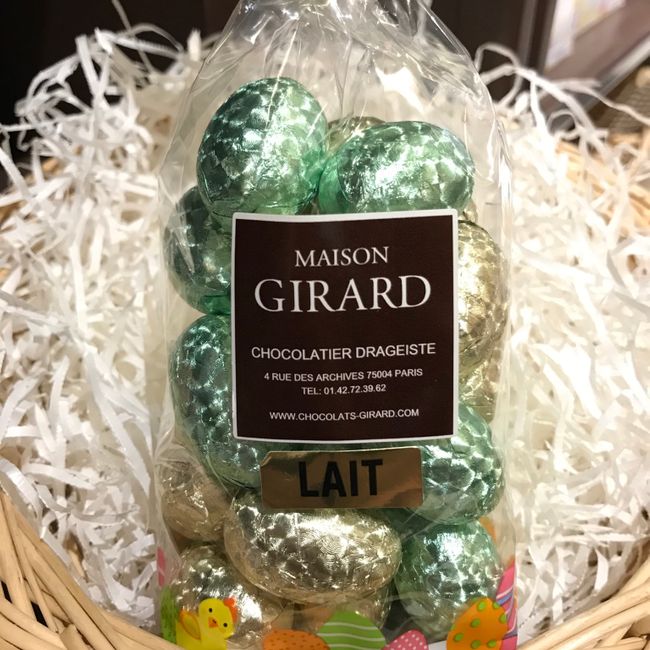 MAISON
GIRARD
CHOCOLATIER DRAGEISTE
4 RUE DES ARCHIVES 75004 PARIS
TEL: 01.42.72.39.62
WWW.CHOCOLATS-GIRARD.COM
LAIT